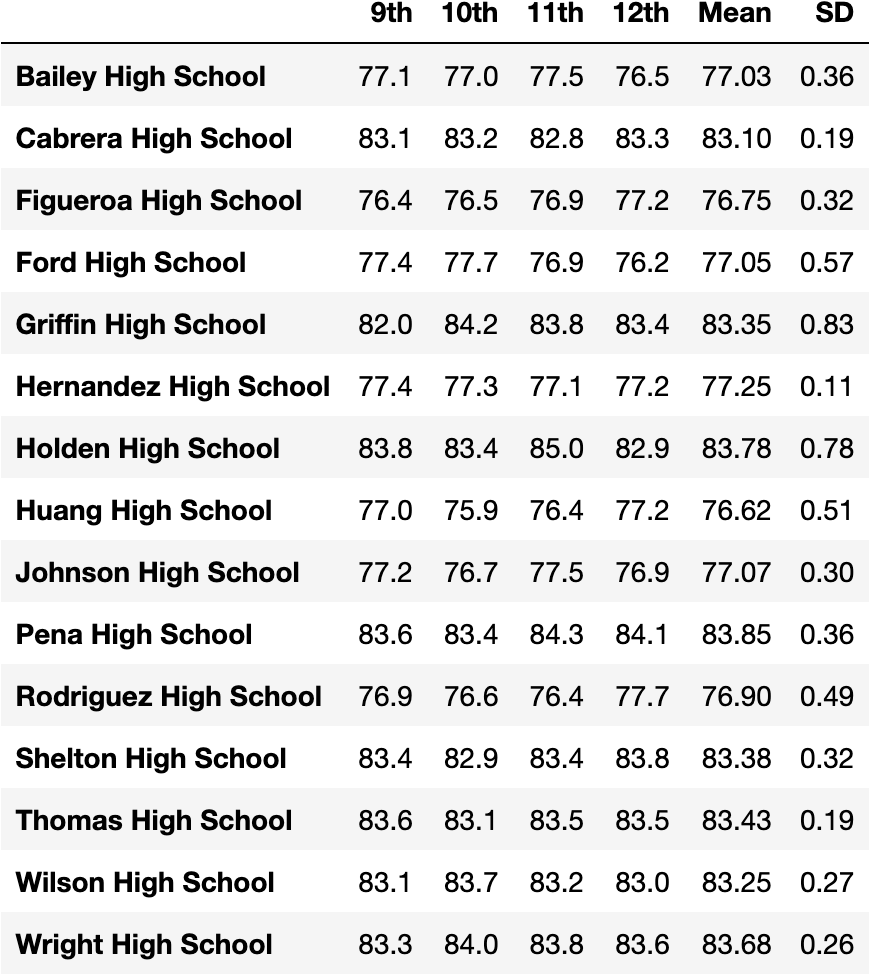 9th 10th 11th 12th Mean SD
Bailey High School 77.1 77.0 77.5 76.5 77.03 0.36
Cabrera High School 83.1 83.2 82.8 83.3 83.10 0.19
Figueroa High School 76.4 76.5 76.9 77.2 76.75 0.32
Ford High School 77.4 77.7 76.9 76.2 77.05 0.57
Griffin High School 82.0 84.2 83.8 83.4 83.35 0.83
Hernandez High School 77.4 77.3 77.1 77.2 77.25 0.11
Holden High School 83.8 83.4 85.0 82.9 83.78 0.78
Huang High School 77.0 75.9 76.4 77.2 76.62 0.51
Johnson High School 77.2 76.7 77.5 76.9 77.07 0.30
Pena High School 83.6 83.4 84.3 84.1 83.85 0.36
Rodriguez High School 76.9 76.6 76.4 77.7 76.90 0.49
Shelton High School 83.4 82.9 83.4 83.8 83.38 0.32
Thomas High School 83.6 83.1 83.5 83.5 83.43 0.19
Wilson High School 83.1 83.7 83.2 83.0 83.25 0.27
Wright High School 83.3 84.0 83.8 83.6 83.68 0.26